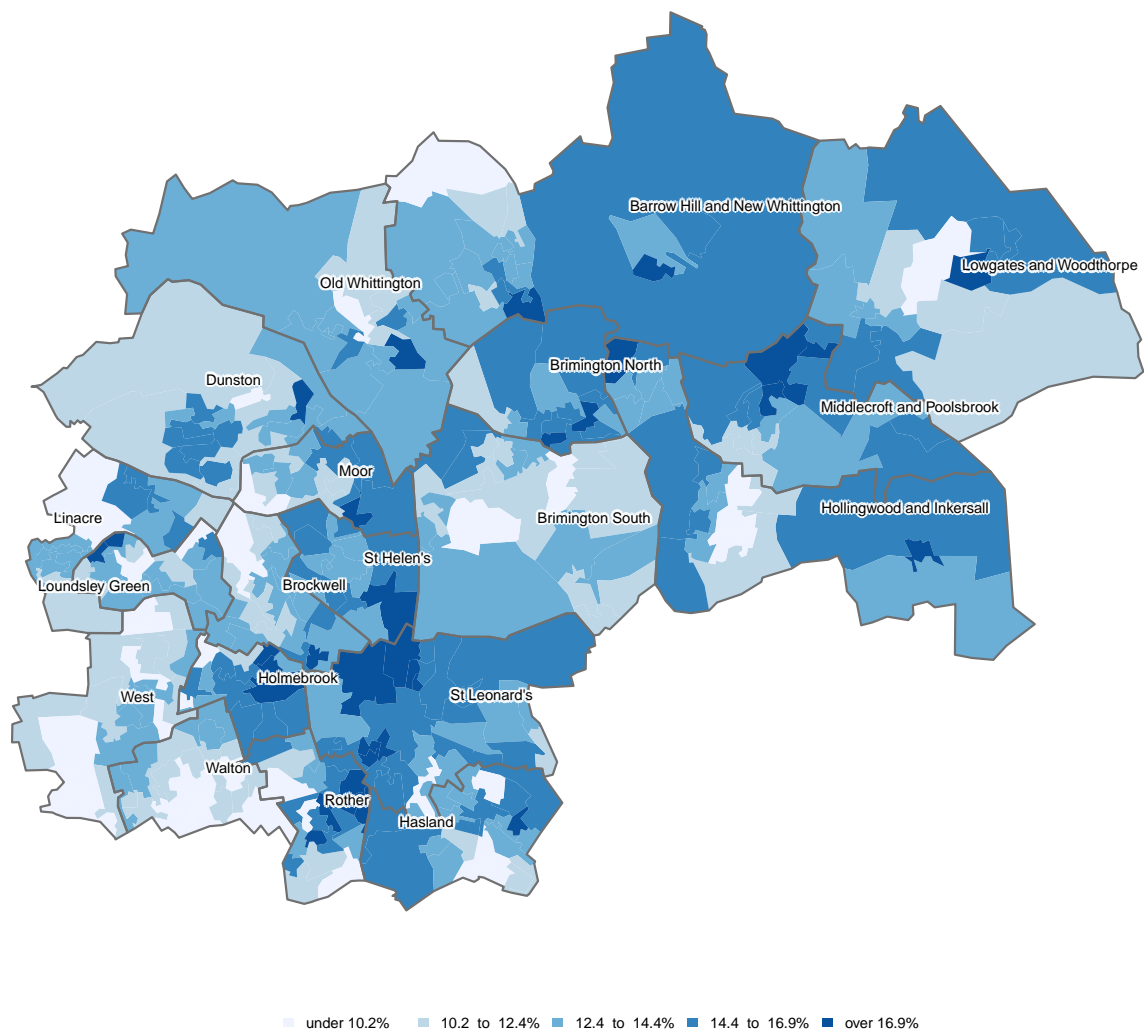 Barrow Hill and New Whittington
Lowgates and Woodthorpe
Old Whittington
Brimington North
Dunston
Middlecroft and Poolsbrook
Moor
Hollingwood and Inkersall
Linacre
Brimington South
St Helen's
Loundsley Green
Brockwell
Holmebrook
West
St Leonard's
Walton
Rother
Hasland
under 10.2% 10.2 to 12.4% 12.4 to 14.4% 14.4 to 16.9% over 16.9%